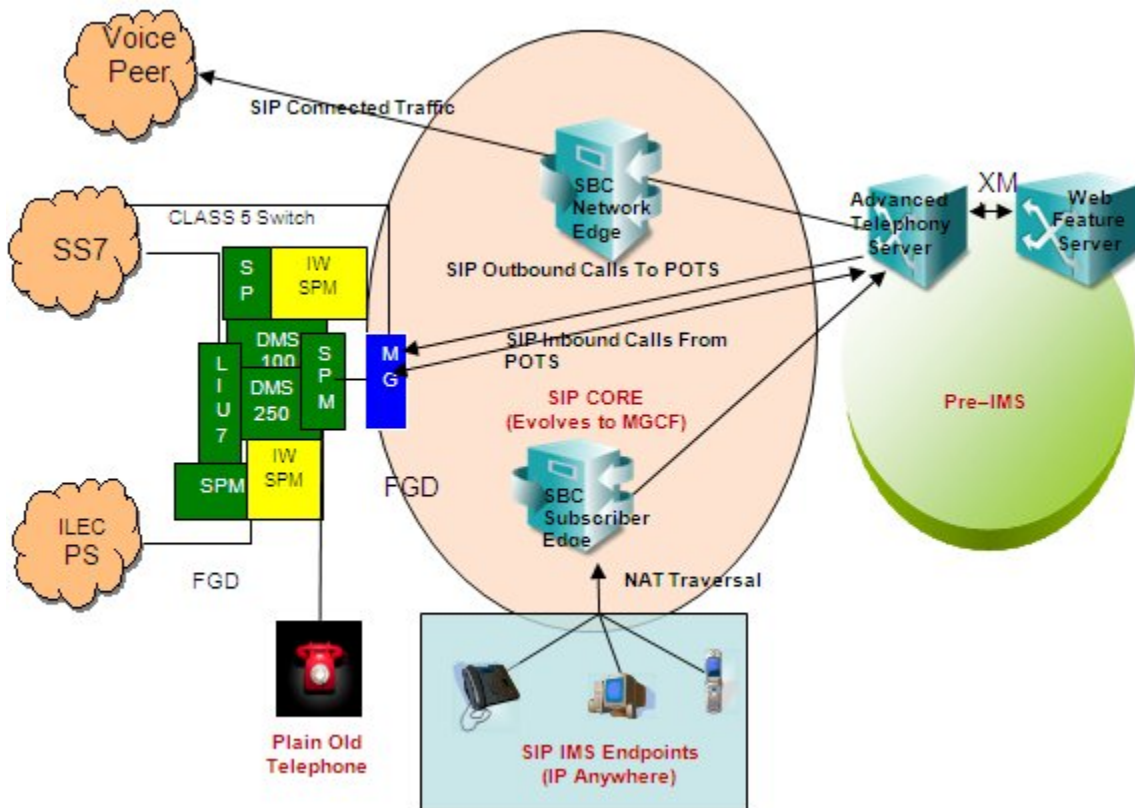 Voice
Peer
SIP Connected Traffic
SBC
Network
Edge
Advanced
Telephony
Server
XM
Web
Feature
Server
CLASS 5 Switch
SS7
S
P
IW
SPM
SIP Outbound Calls To POTS
DMS
100
S
P
M
M
G
SIP Inbound Calls From
POTS
L
I
U
7
DMS
250
SIP CORE
(Evolves to MGCF)
Pre–IMS
SPM
IW
SPM
FGD
SBC
Subscriber
Edge
ILEC
PS
FGD
NAT Traversal
Plain Old
Telephone
SIP IMS Endpoints
(IP Anywhere)